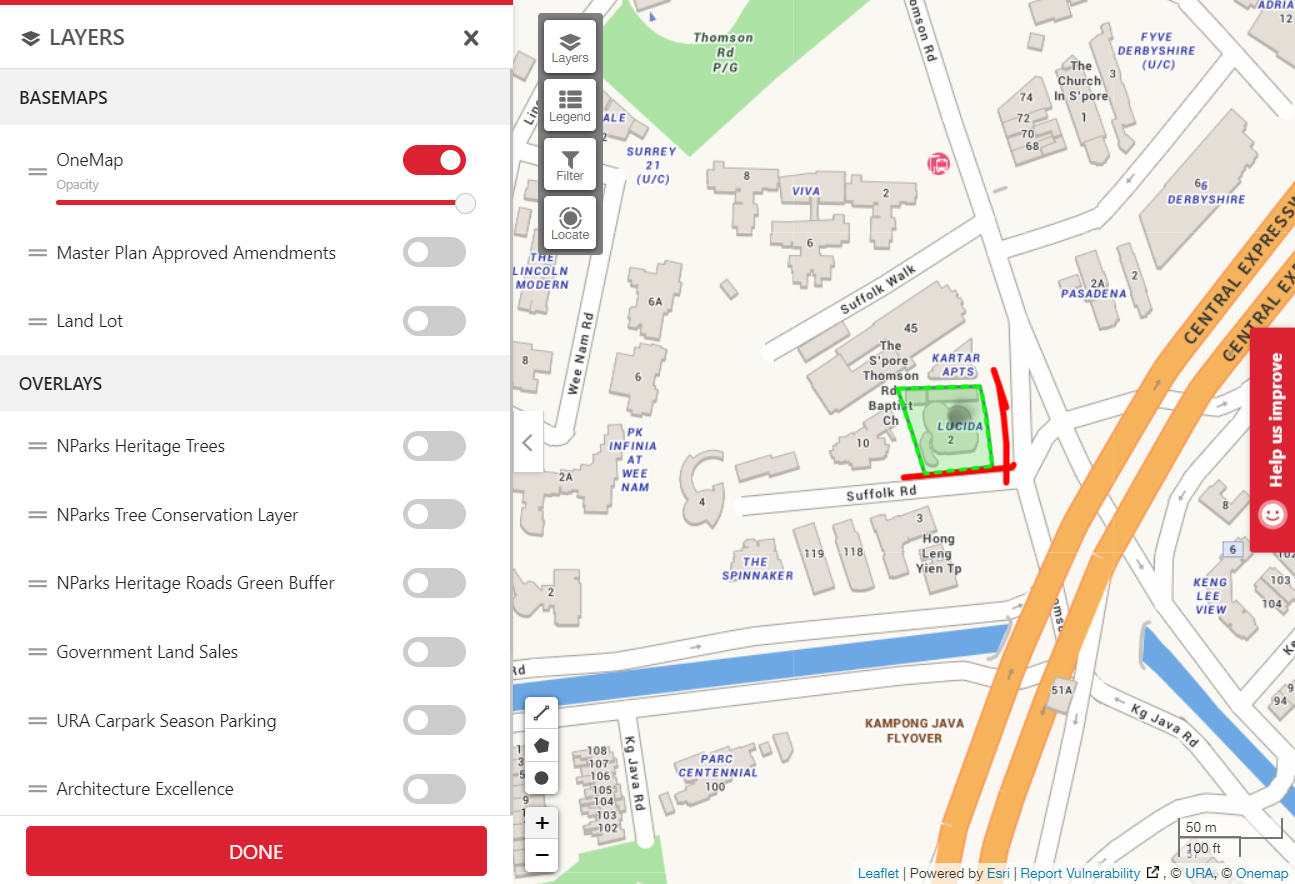 LAYERS
BASEMAPS
OneMap
Opacity
Master Plan Approved Amendments
Land Lot
OVERLAYS
NParks Heritage Trees
NParks Tree Conservation Layer
NParks Heritage Roads Green Buffer
Government Land Sales
URA Carpark Season Parking
Architecture Excellence
DONE
Layers
Legend
Filter
Locate
Thomson
Rd
P/G
ALE
2
SURREY
21
(U/C)
8
VIVA
2
6
THE
LINCOLN
MODERN
6A
Wee Nam Rd
8
6
PK
INFINIA
AT
WEE
NAM
2A
4
2
Suffolk Walk
45
The
S'pore
Thomson
Rd
Baptist
Ch
KARTAR
APTS
LUCIDA
2
10
Suffolk Rd
3
119
118
Hong
Leng
Yien Tp
THE
SPINNAKER
FYVE
DERBYSHIRE
(U/C)
12
The
Church
In S'pore
3
1
74
72
70
68
66
DERBYSHIRE
2A
2
PASADENA
CENTRAL EXPRESSW
CENTRAL EX
Help us improve
8
6
KENG
LEE
VIEW
103
104
94
51A
Kg Java Rd
KAMPONG JAVA
FLYOVER
Rd
Kg Java Rd
108
107
106
105
104
103
102
PARC
CENTENNIAL
100
+
−
50 m
100 ft
Leaflet | Powered by Esri | Report Vulnerability , © URA, © Onemap